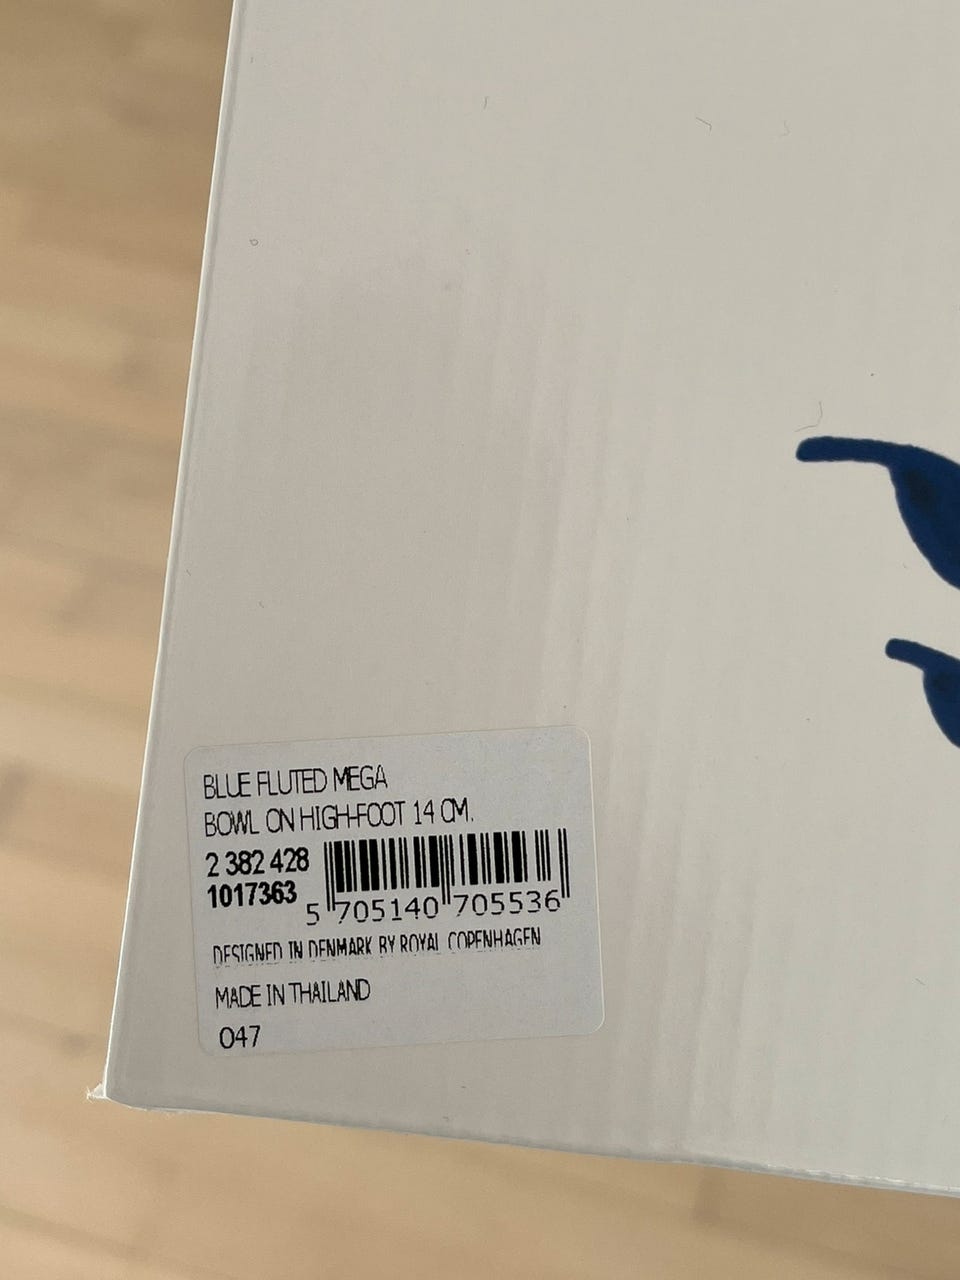 BLUE FLUTED MEGA
BOWL ON HIGH-FOOT 14 CM.
2 382 428
1017363
5 705140 705536
DESIGNED IN DENMARK BY ROYAL COPENHAGEN
MADE IN THAILAND
047